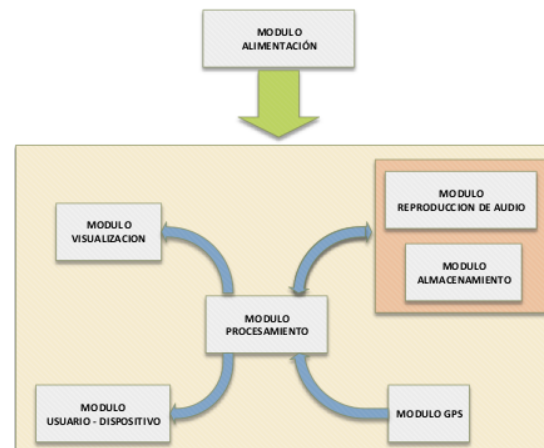 MODULO
ALIMENTACIÓN
MODULO
REPRODUCCION DE AUDIO
MODULO
VISUALIZACION
MODULO
ALMACENAMIENTO
MODULO
PROCESAMIENTO
MODULO
USUARIO - DISPOSITIVO
MODULO GPS